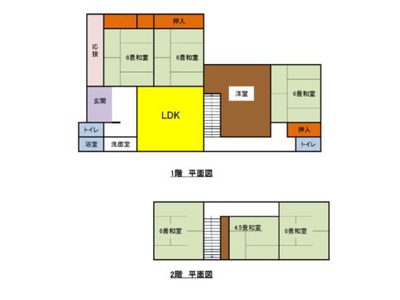 押入
応接
6畳和室
6畳和室
洋室
6畳和室
玄関
LDK
トイレ
押入
浴室
洗面室
トイレ
1階 平面図
6畳和室
4.5畳和室
6畳和室
2階 平面図